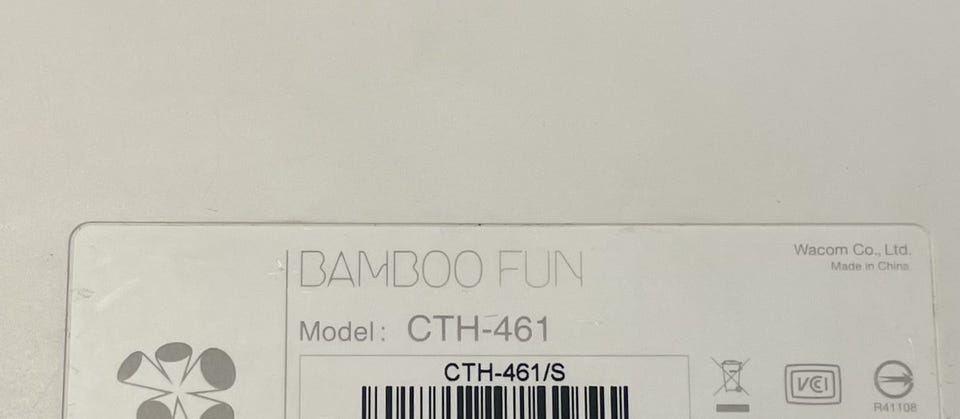 BAMBOO FUN
Wacom Co., Ltd.
Made in China
Model: CTH-461
CTH-461/S
VCI
R41108